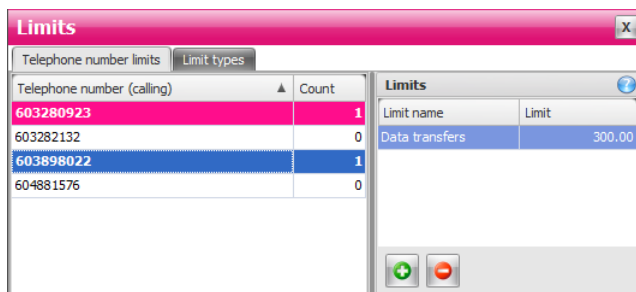 Limits
X
Telephone number limits Limit types
Telephone number (calling) Count
603280923 1
603282132 0
603898022 1
604881576 0
Limits ?
Limit name Limit
Data transfers 300.00